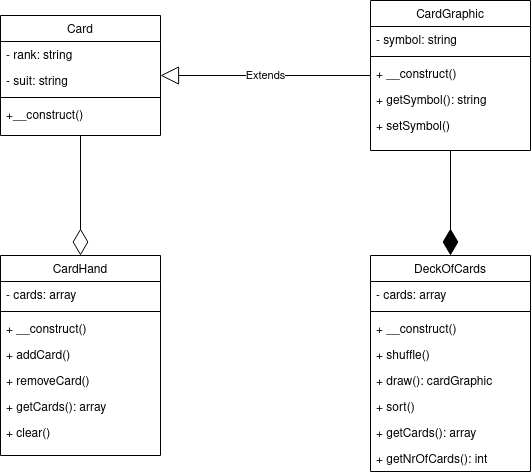 Card
- rank: string
- suit: string
+__construct()
Extends
CardGraphic
- symbol: string
+ __construct()
+ getSymbol(): string
+ setSymbol()
CardHand
- cards: array
+ __construct()
+ addCard()
+ removeCard()
+ getCards(): array
+ clear()
DeckOfCards
- cards: array
+ __construct()
+ shuffle()
+ draw(): cardGraphic
+ sort()
+ getCards(): array
+ getNrOfCards(): int